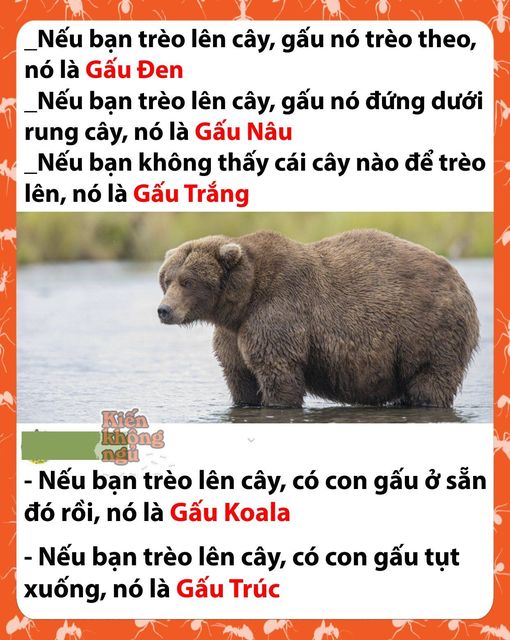 _Nếu bạn trèo lên cây, gấu nó trèo theo,
nó là Gấu Đen
_Nếu bạn trèo lên cây, gấu nó đứng dưới
rung cây, nó là Gấu Nâu
_Nếu bạn không thấy cái cây nào để trèo
lên, nó là Gấu Trắng
Kiến
không
ngủ
- Nếu bạn trèo lên cây, có con gấu ở sẵn
đó rồi, nó là Gấu Koala
- Nếu bạn trèo lên cây, có con gấu tụt
xuống, nó là Gấu Trúc